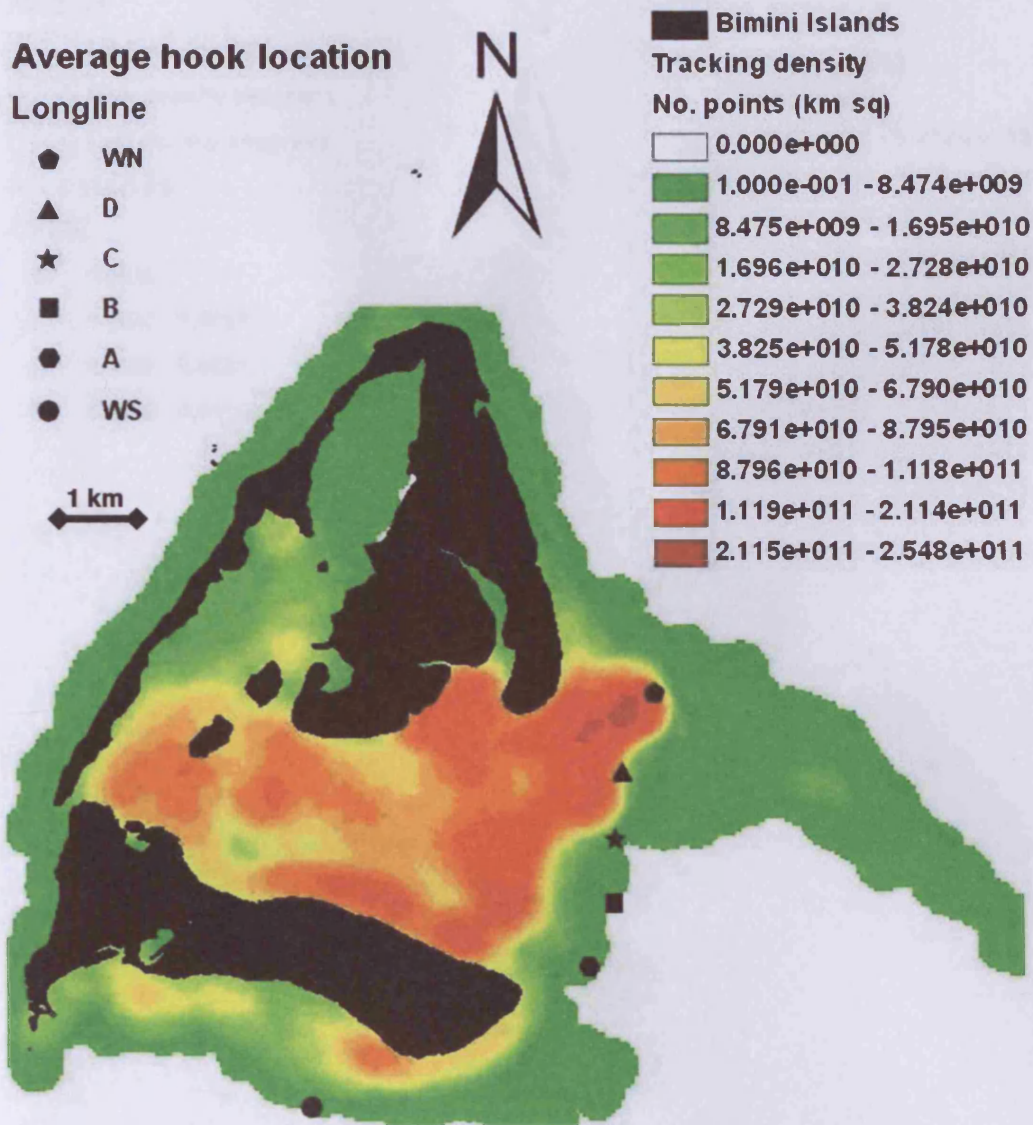 Average hook location
Longline
WN
D
C
B
A
WS
1 km
N
Bimini Islands
Tracking density
No. points (km sq)
0.000e+000
1.000e-001 - 8.474e+009
8.475e+009 - 1.695e+010
1.696e+010 - 2.728e+010
2.729e+010 - 3.824e+010
3.825e+010 - 5.178e+010
5.179e+010 - 6.790e+010
6.791e+010 - 8.795e+010
8.796e+010 - 1.118e+011
1.119e+011 - 2.114e+011
2.115e+011 - 2.548e+011